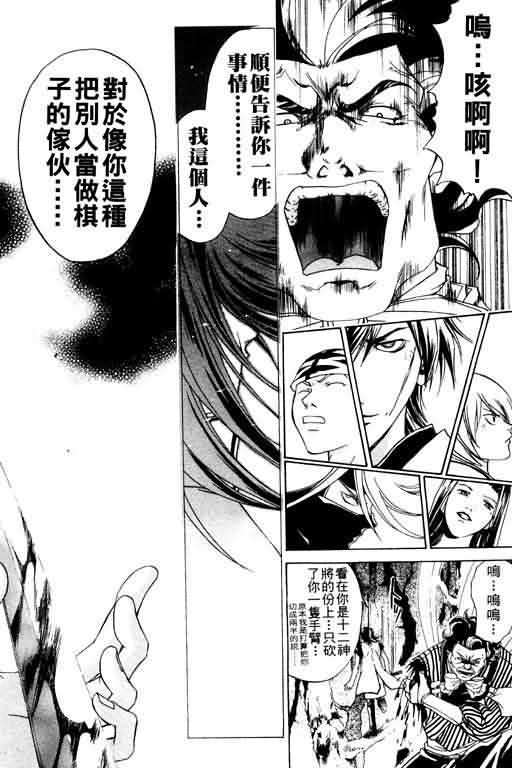 嗚…咳啊啊！
嗚…嗚嗚…
看在你是十二神
將的份上…只砍
了你一隻手臂…
原本我是打算把你
切成兩半的說…
順便告訴你一件
事情…………
我這個人…
對於像你這種
把別人當做棋
子的傢伙……